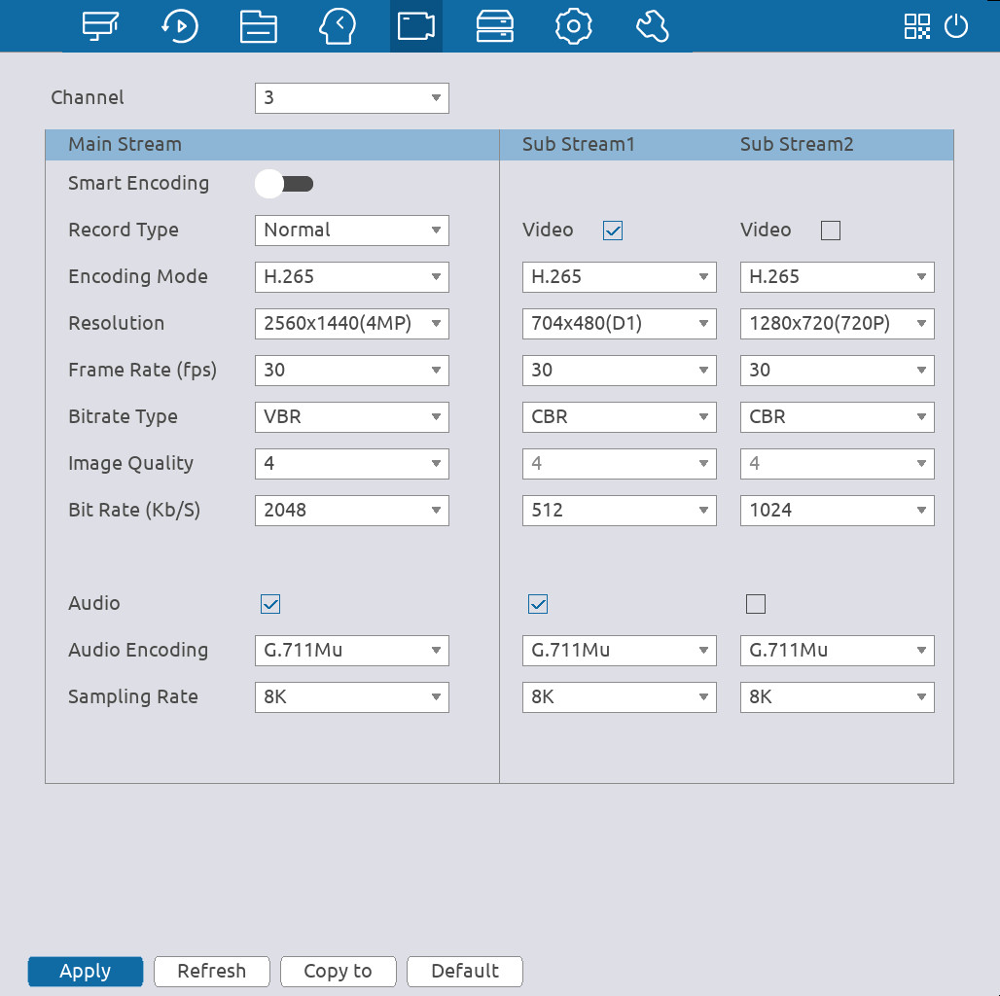 Channel 3
Main Stream Sub Stream1 Sub Stream2
Smart Encoding
Record Type Normal Video Video
Encoding Mode H.265 H.265 H.265
Resolution 2560x1440(4MP) 704x480(D1) 1280x720(720P)
Frame Rate (fps) 30 30 30
Bitrate Type VBR CBR CBR
Image Quality 4 4 4
Bit Rate (Kb/S) 2048 512 1024
Audio
Audio Encoding G.711Mu G.711Mu G.711Mu
Sampling Rate 8K 8K 8K
Apply Refresh Copy to Default